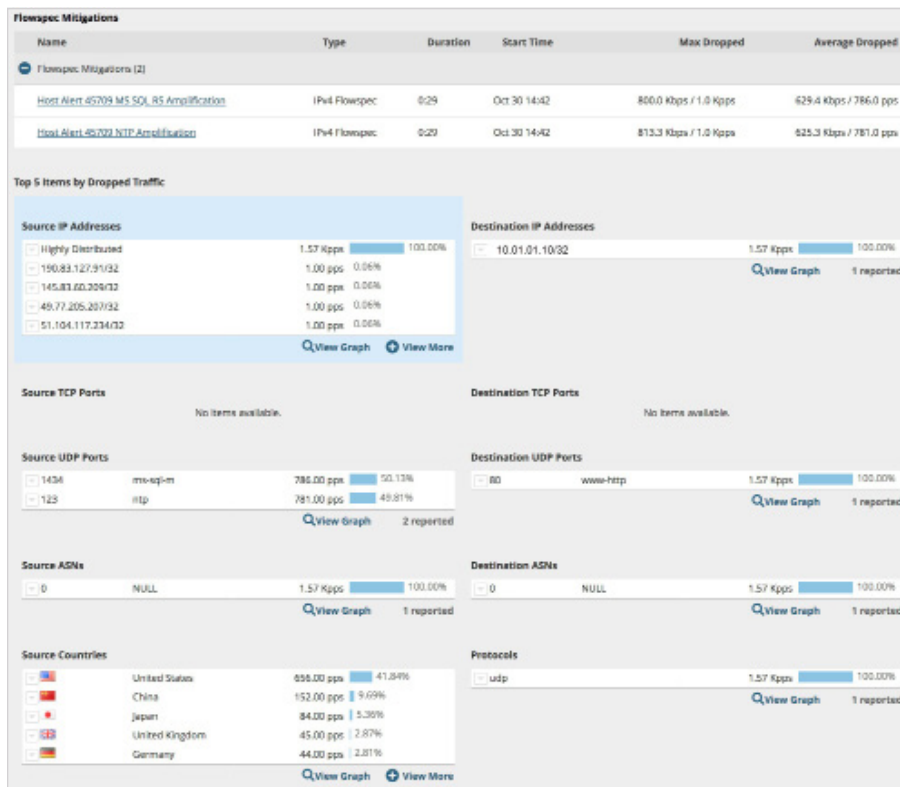 Flowspec Mitigations
Name Type Duration Start Time Max Dropped Average Dropped
Flowspec Mitigations (2)
Host Alert 45709 MS SQL RS Amplification IPv4 Flowspec 0:29 Oct 30 14:42 800.0 Kbps / 1.0 Kpps 629.4 Kbps / 786.0 pps
Host Alert 45709 NTP Amplification IPv4 Flowspec 0:29 Oct 30 14:42 813.3 Kbps / 1.0 Kpps 625.3 Kbps / 781.0 pps
Top 5 Items by Dropped Traffic
Source IP Addresses
Highly Distributed 1.57 Kpps 100.00%
190.83.127.91/32 1.00 pps 0.06%
145.83.60.209/32 1.00 pps 0.06%
49.77.205.207/32 1.00 pps 0.06%
51.104.117.234/32 1.00 pps 0.06%
View Graph View More
Destination IP Addresses
10.01.01.10/32 1.57 Kpps 100.00%
View Graph 1 reported
Source TCP Ports
No items available.
Destination TCP Ports
No items available.
Source UDP Ports
1434 ms-sql-m 786.00 pps 50.13%
123 ntp 781.00 pps 49.81%
View Graph 2 reported
Destination UDP Ports
80 www-http 1.57 Kpps 100.00%
View Graph 1 reported
Source ASNs
0 NULL 1.57 Kpps 100.00%
View Graph 1 reported
Destination ASNs
0 NULL 1.57 Kpps 100.00%
View Graph 1 reported
Source Countries
United States 656.00 pps 41.84%
China 152.00 pps 9.69%
Japan 84.00 pps 5.36%
United Kingdom 45.00 pps 2.87%
Germany 44.00 pps 2.81%
View Graph View More
Protocols
udp 1.57 Kpps 100.00%
View Graph 1 reported